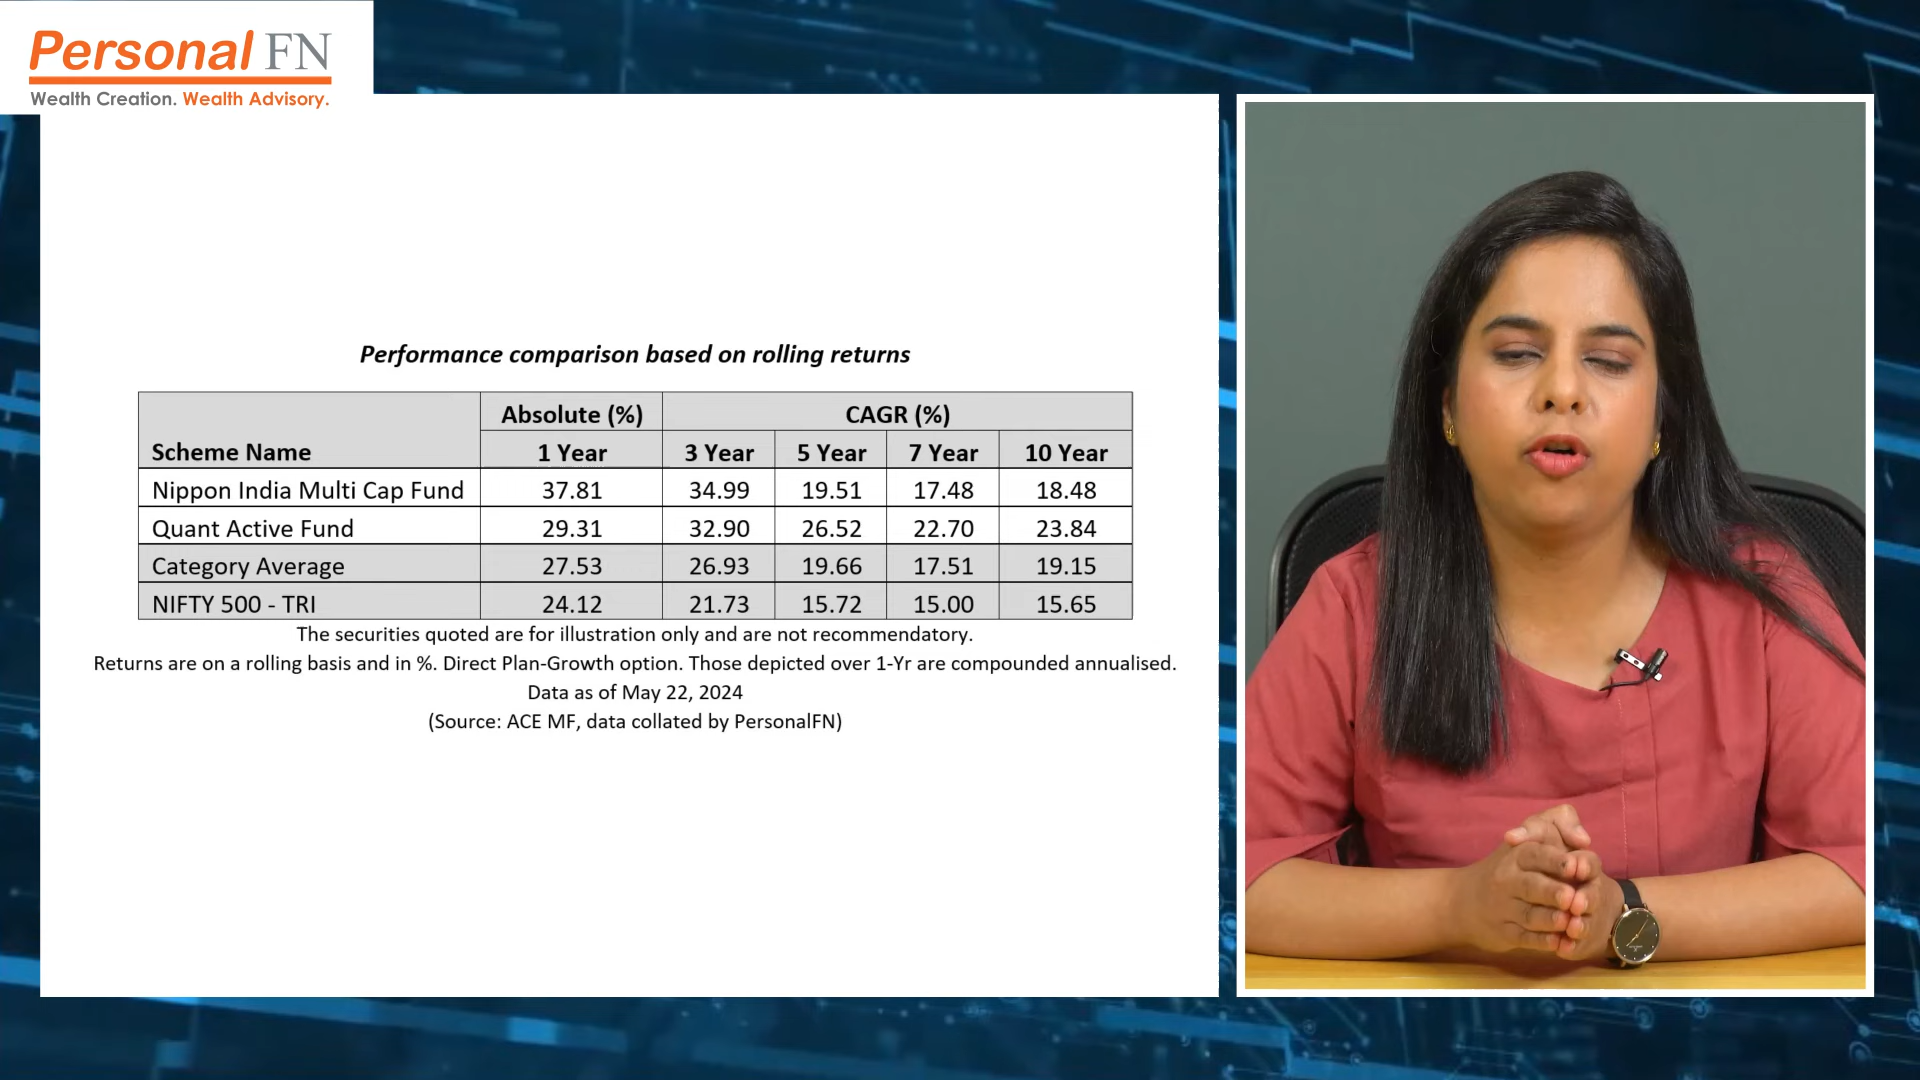 Personal FN
Wealth Creation. Wealth Advisory.
Performance comparison based on rolling returns
Absolute (%) CAGR (%)
Scheme Name 1 Year 3 Year 5 Year 7 Year 10 Year
Nippon India Multi Cap Fund 37.81 34.99 19.51 17.48 18.48
Quant Active Fund 29.31 32.90 26.52 22.70 23.84
Category Average 27.53 26.93 19.66 17.51 19.15
NIFTY 500 - TRI 24.12 21.73 15.72 15.00 15.65
The securities quoted are for illustration only and are not recommendatory.
Returns are on a rolling basis and in %. Direct Plan-Growth option. Those depicted over 1-Yr are compounded annualised.
Data as of May 22, 2024
(Source: ACE MF, data collated by PersonalFN)